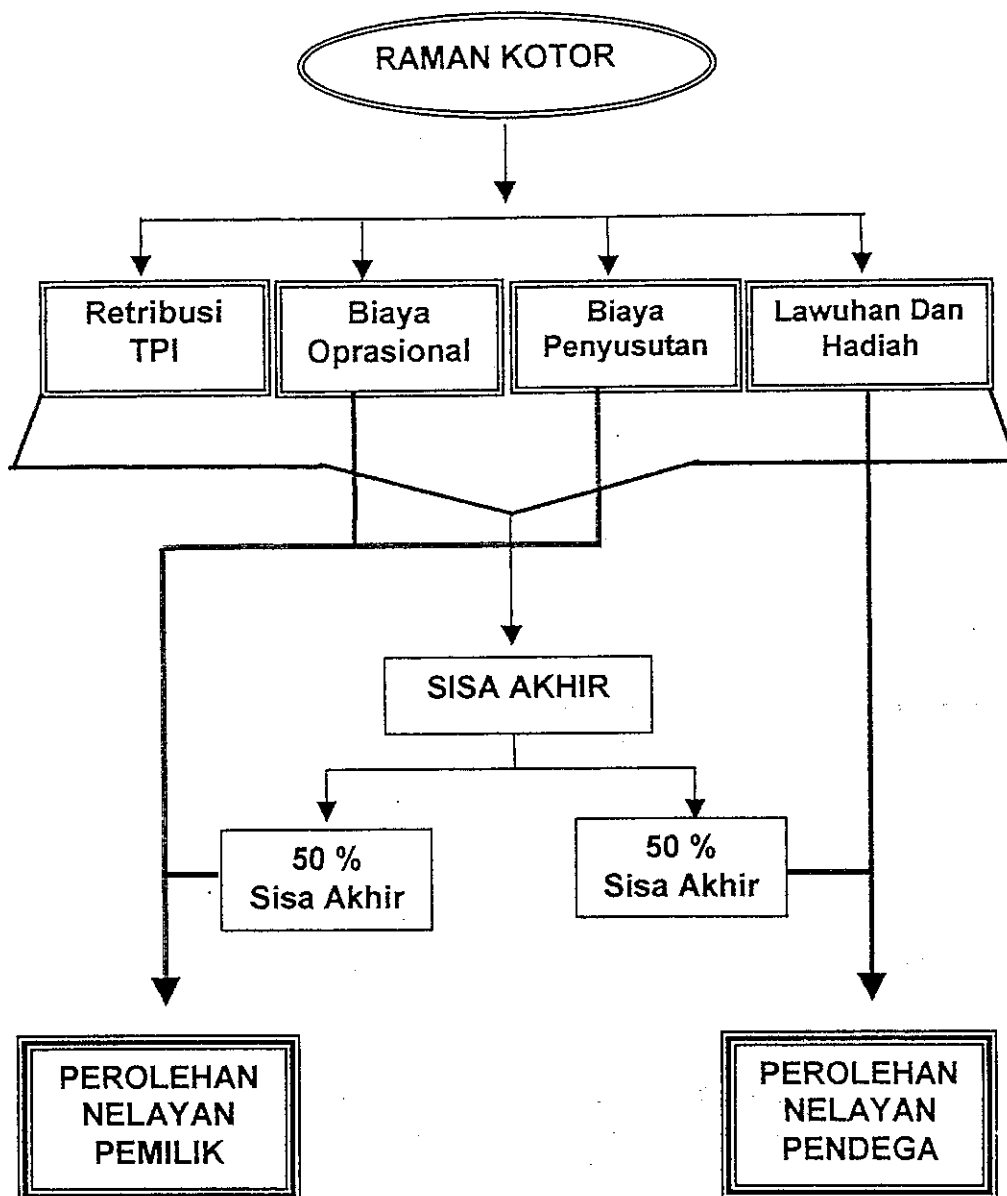 RAMAN KOTOR
Retribusi
TPI
Biaya
Oprasional
Biaya
Penyusutan
Lawuhan Dan
Hadiah
SISA AKHIR
50 %
Sisa Akhir
50 %
Sisa Akhir
PEROLEHAN
NELAYAN
PEMILIK
PEROLEHAN
NELAYAN
PENDEGA